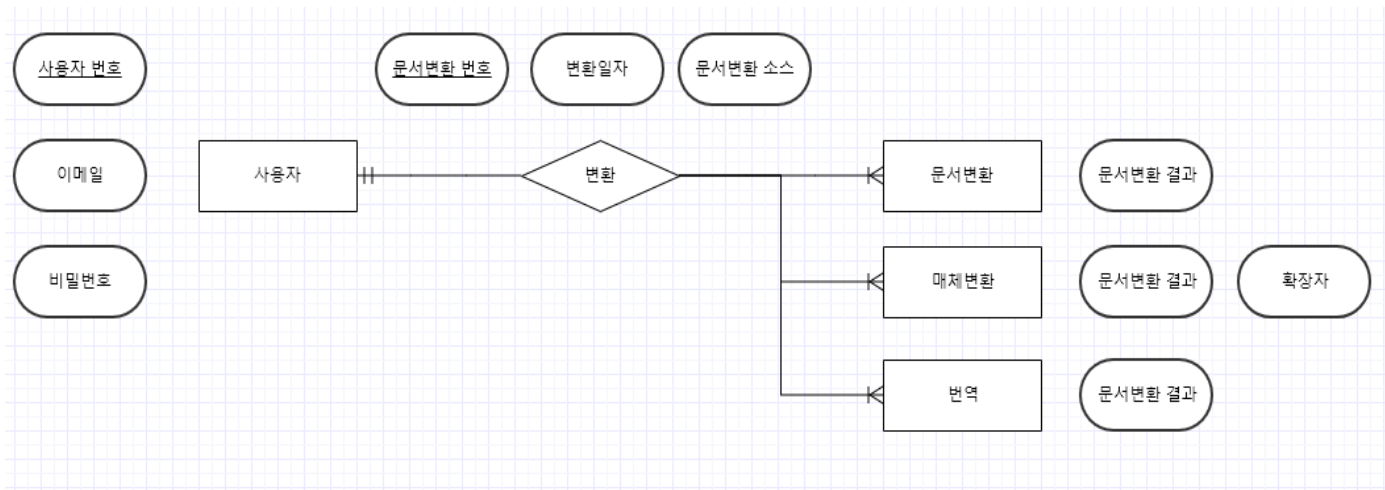 사용자 번호
문서변환 번호
변환일자
문서변환 소스
이메일
사용자
변환
문서변환
문서변환 결과
비밀번호
매체변환
문서변환 결과
확장자
번역
문서변환 결과